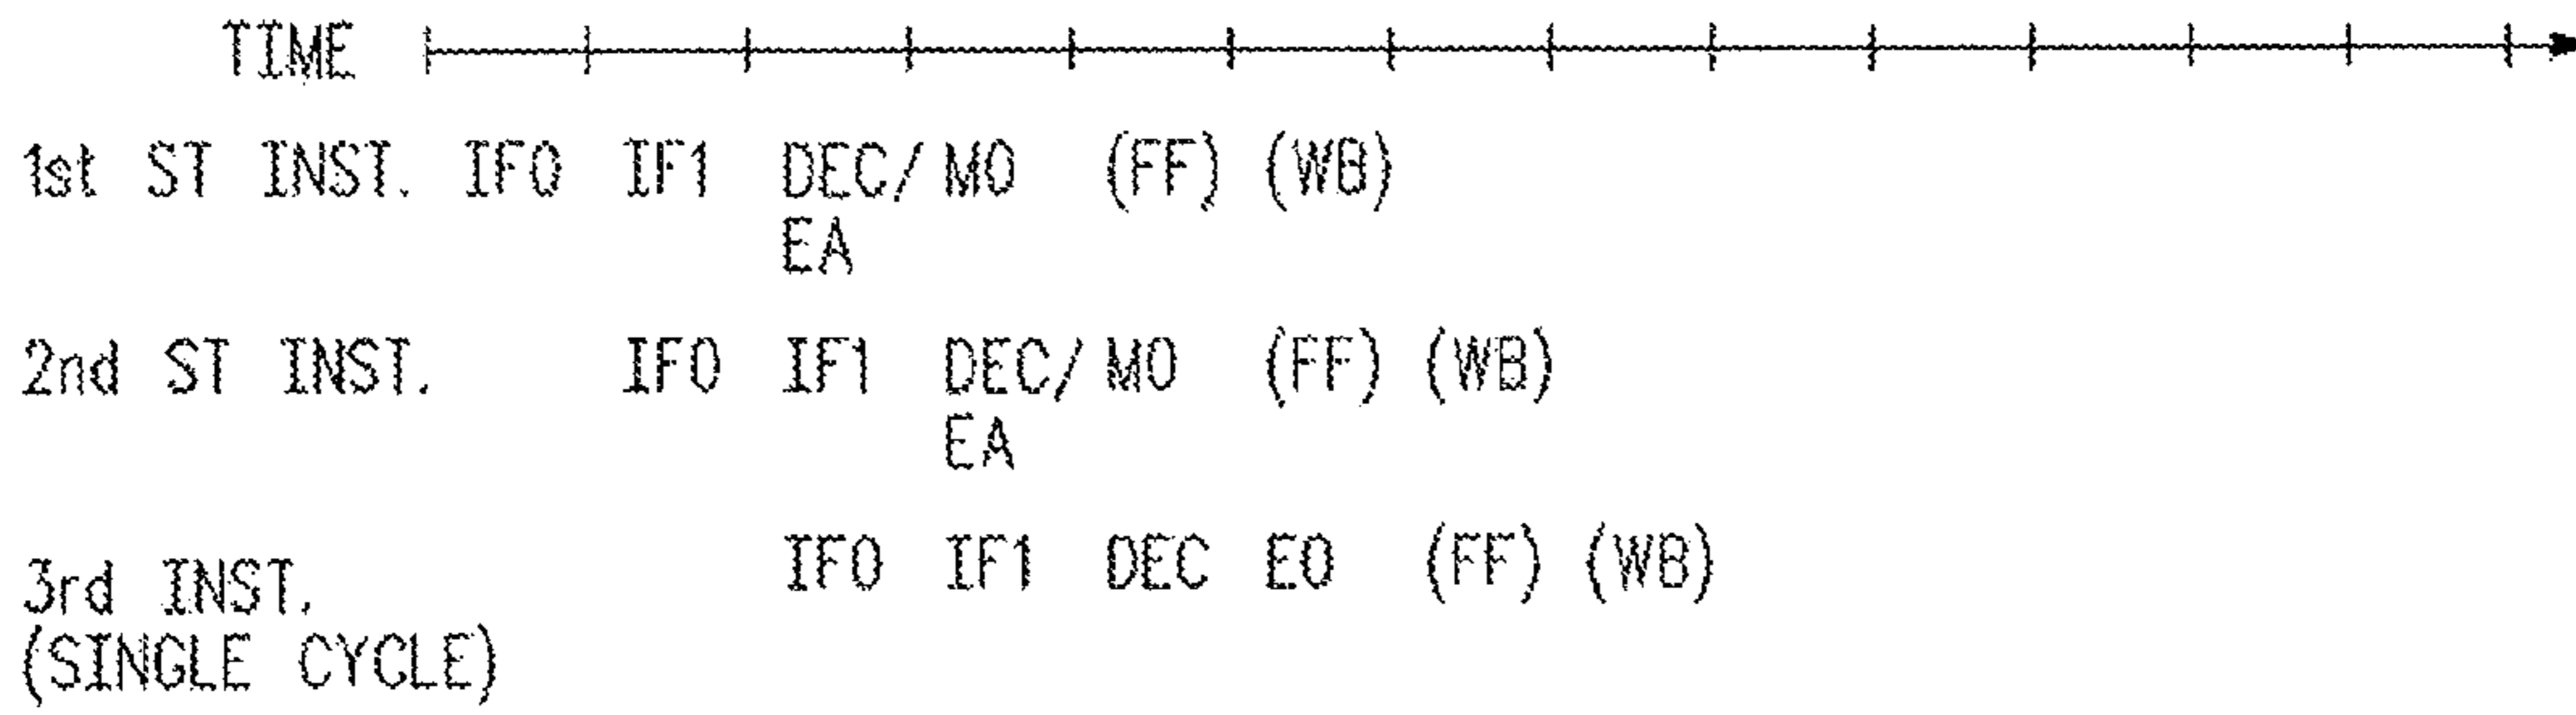 TIME
1st ST INST. IF0 IF1 DEC/ M0 (FF) (WB)
EA
2nd ST INST. IF0 IF1 DEC/ M0 (FF) (WB)
EA
3rd INST. IF0 IF1 DEC E0 (FF) (WB)
(SINGLE CYCLE)